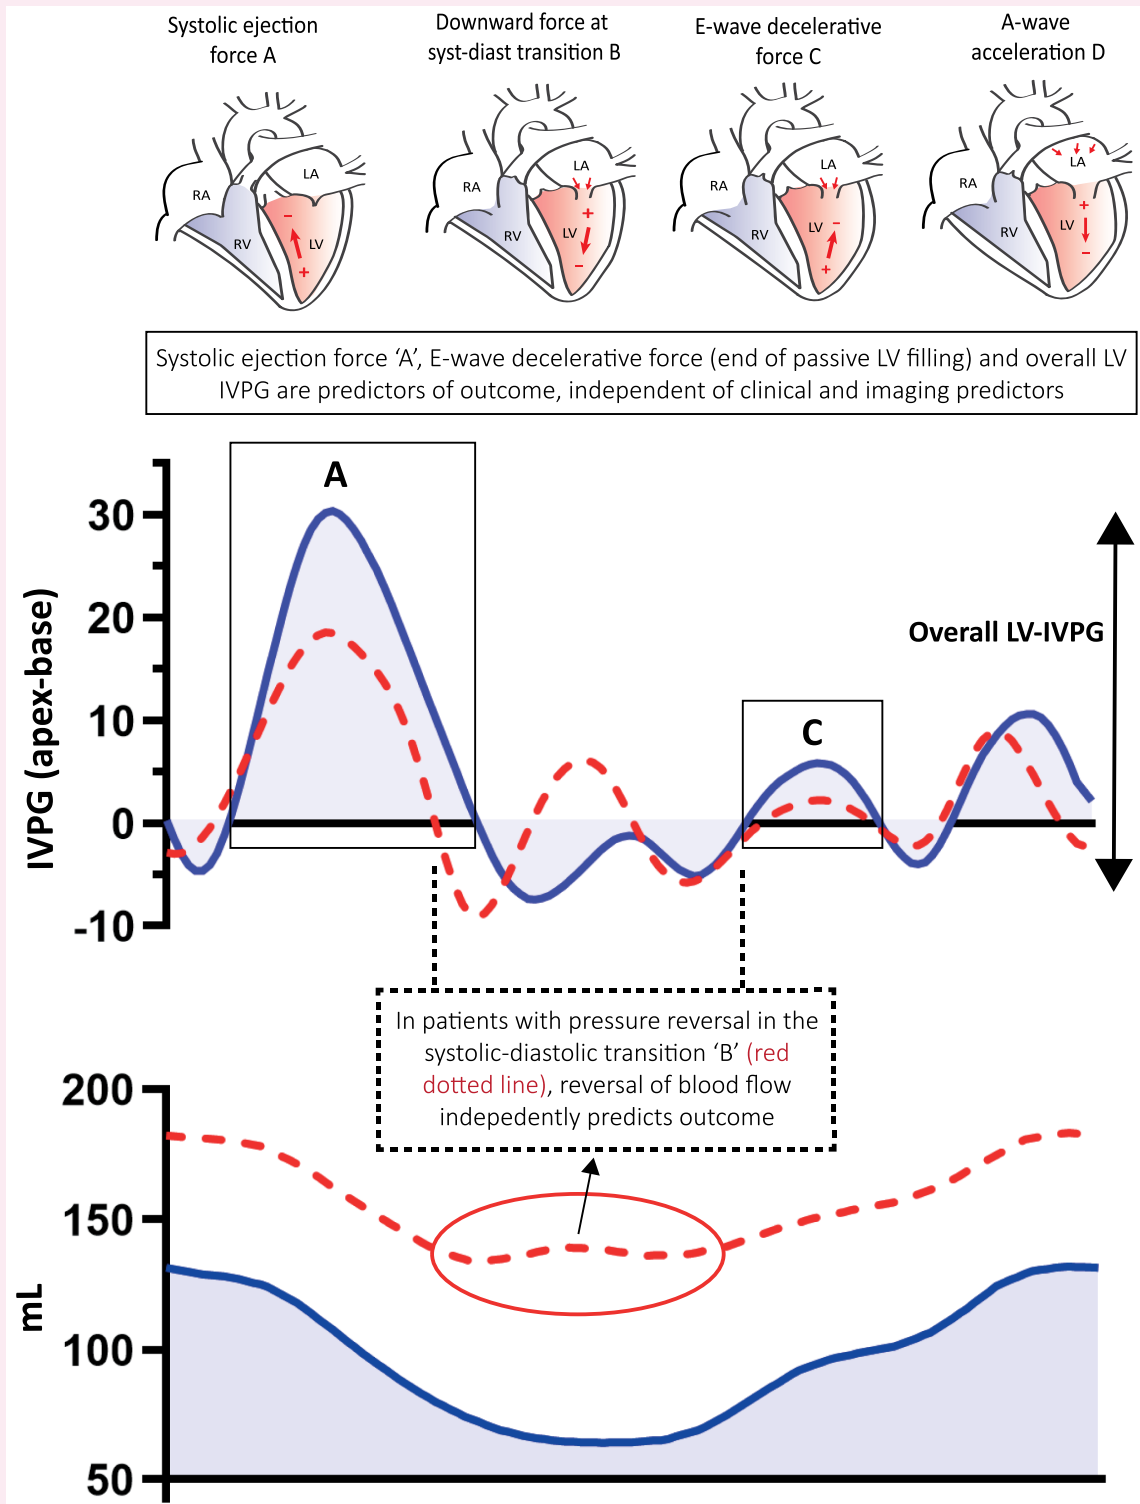 Systolic ejection
force A
Downward force at
syst-diast transition B
E-wave decelerative
force C
A-wave
acceleration D
RA
LA
RV
LV
−
+
RA
LA
RV
LV
+
−
RA
LA
RV
LV
−
+
RA
LA
RV
LV
+
−
Systolic ejection force ‘A’, E-wave decelerative force (end of passive LV filling) and overall LV
IVPG are predictors of outcome, independent of clinical and imaging predictors
IVPG (apex-base)
30
20
10
0
-10
A
C
Overall LV-IVPG
In patients with pressure reversal in the
systolic-diastolic transition ‘B’ (red
dotted line), reversal of blood flow
indepedently predicts outcome
mL
200
150
100
50